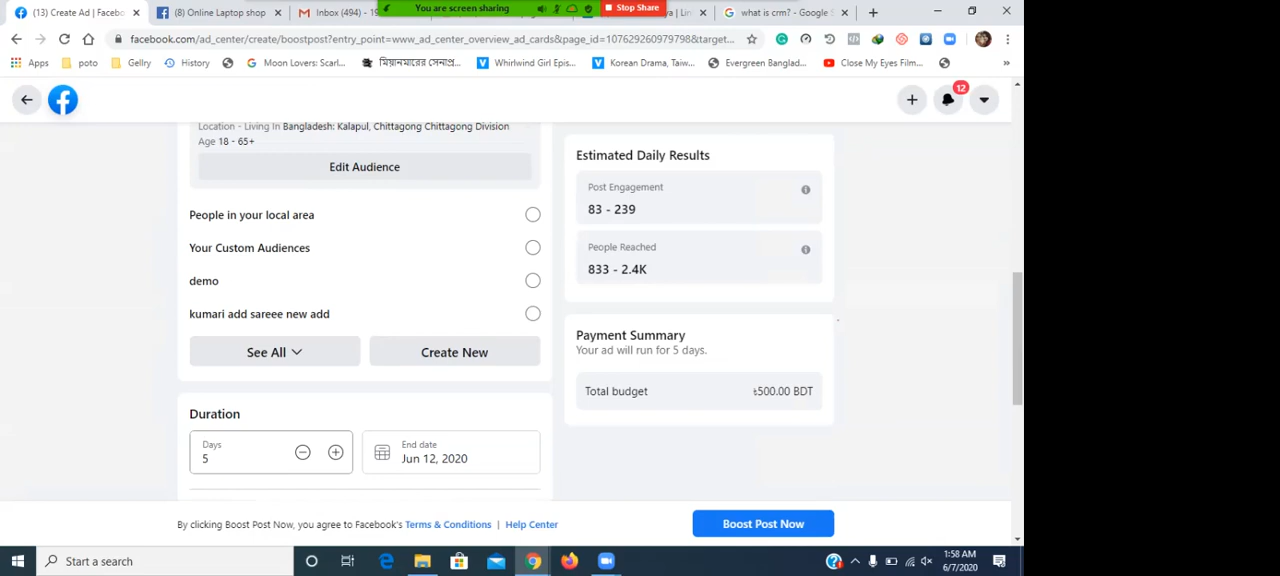 (13) Create Ad | Facebo
(8) Online Laptop shop
Inbox (494) - 19
You are screen sharing
Stop Share
ya | Lin
what is crm? - Google S
facebook.com/ad_center/create/boostpost?entry_point=www_ad_center_overview_ad_cards&page_id=107629260979798&target...
Apps
poto
Gellry
History
Moon Lovers: Scarl...
মিয়ানমারের সেনাপ্র...
Whirlwind Girl Epis...
Korean Drama, Taiw...
Evergreen Banglad...
Close My Eyes Film...
»
12
Location - Living In Bangladesh: Kalapul, Chittagong Chittagong Division
Age 18 - 65+
Edit Audience
People in your local area
Your Custom Audiences
demo
kumari add sareee new add
See All
Create New
Duration
Days
5
End date
Jun 12, 2020
Estimated Daily Results
Post Engagement
83 - 239
People Reached
833 - 2.4K
Payment Summary
Your ad will run for 5 days.
Total budget
৳500.00 BDT
By clicking Boost Post Now, you agree to Facebook's Terms & Conditions | Help Center
Boost Post Now
Start a search
1:58 AM
6/7/2020